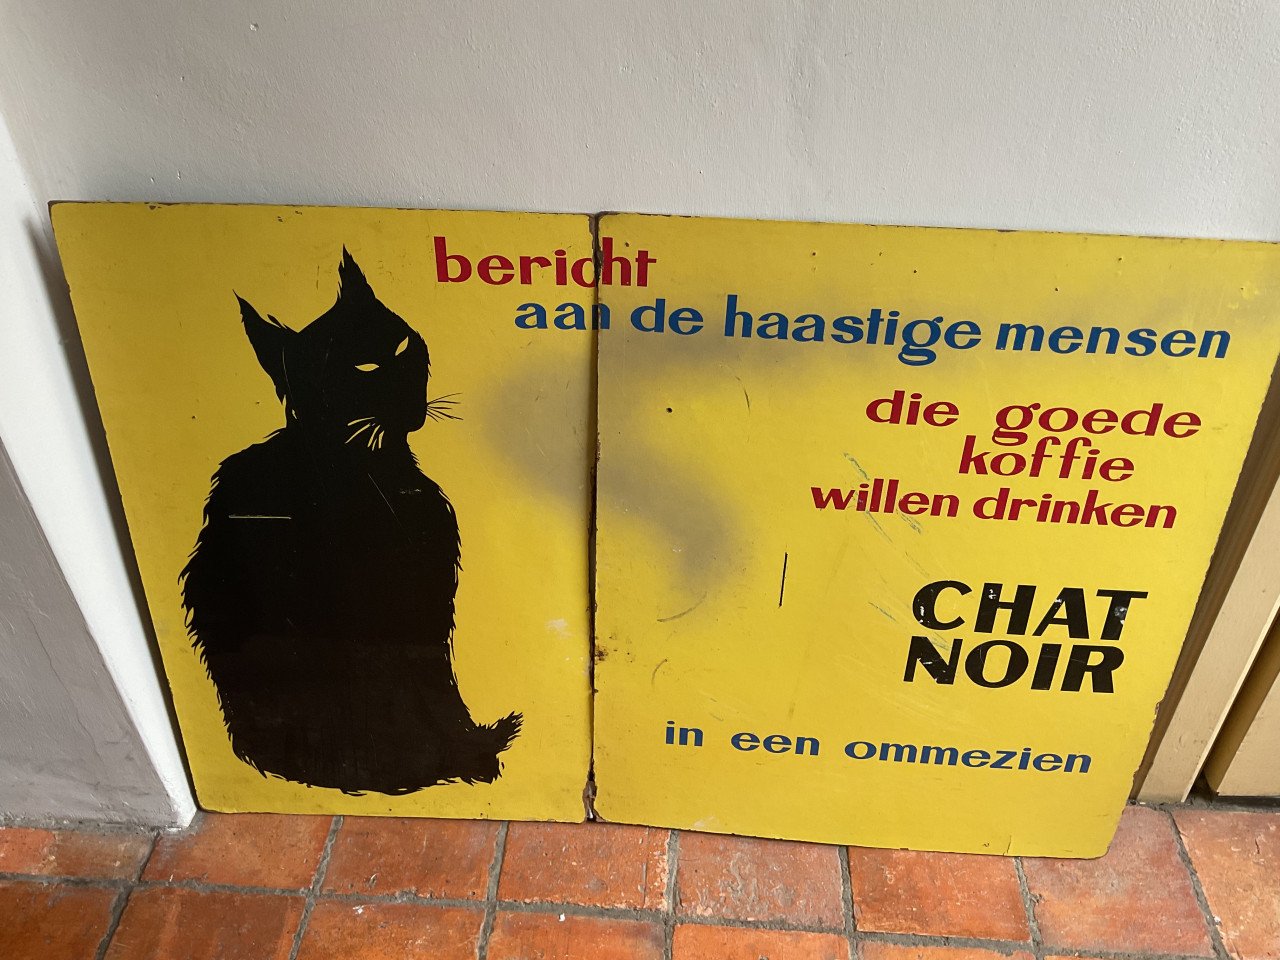 bericht
aan de haastige mensen
die goede
koffie
willen drinken
CHAT
NOIR
in een ommezien